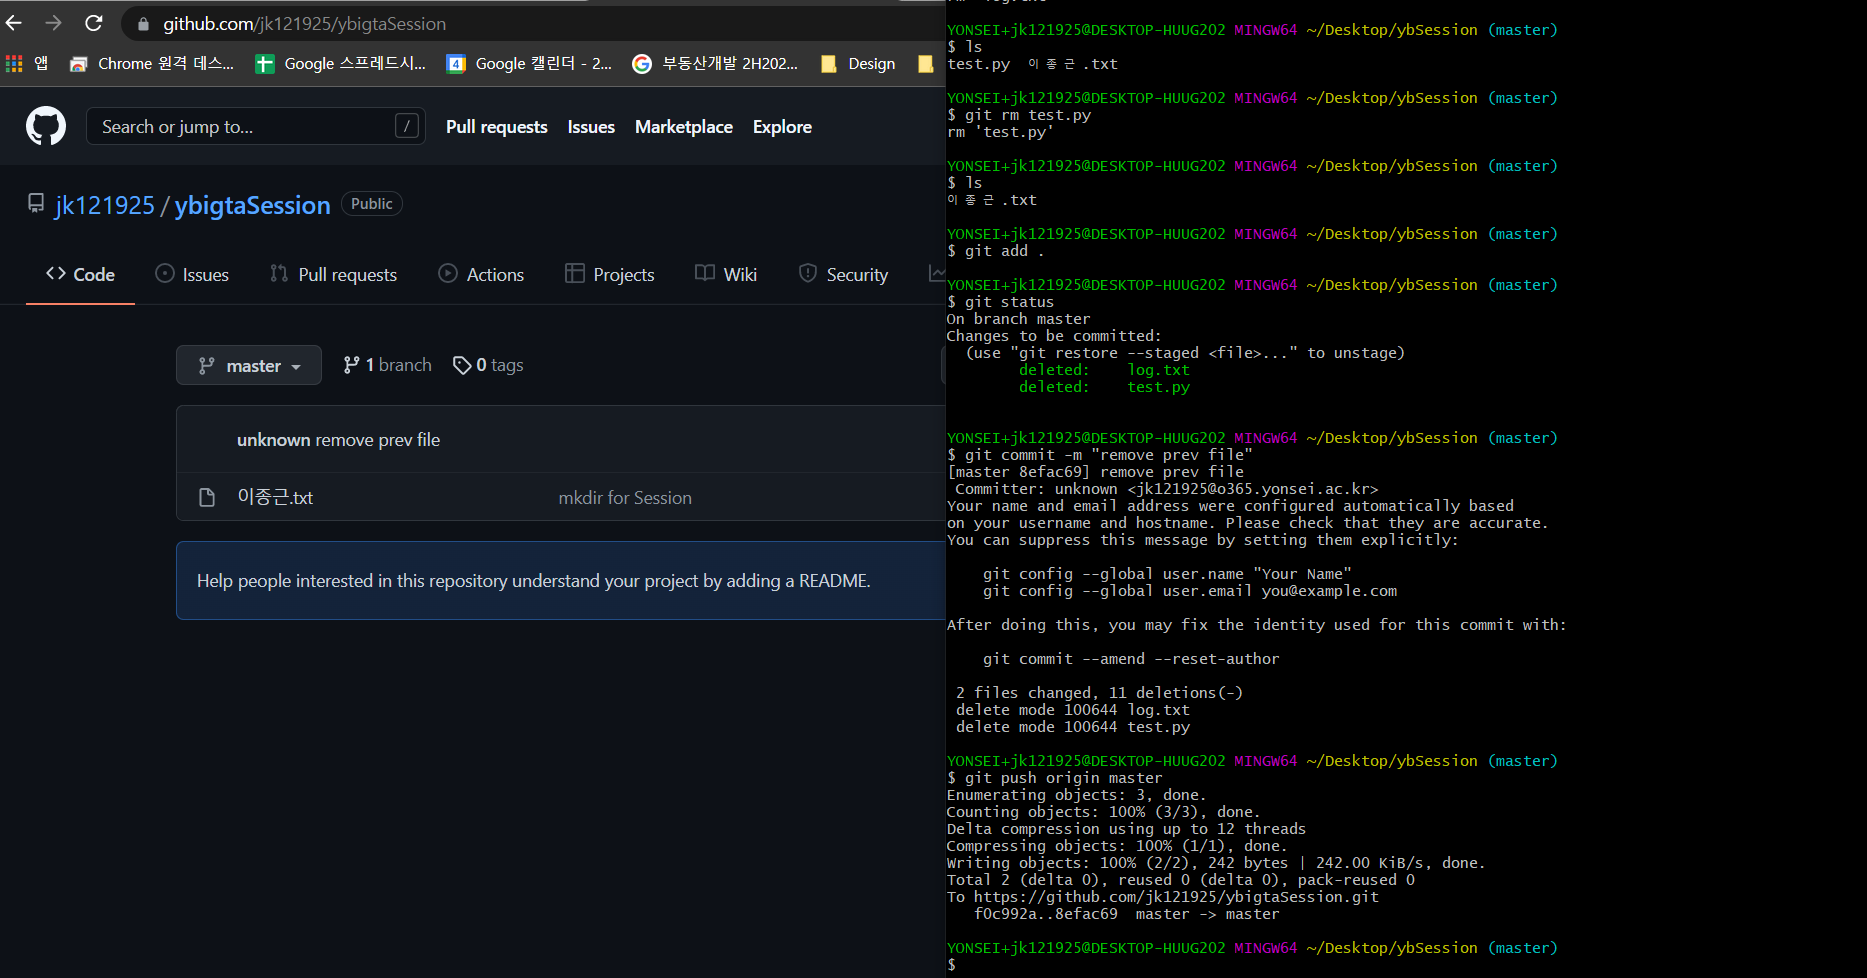 github.com/jk121925/ybigtaSession
앱
Chrome 원격 데스...
Google 스프레드시...
Google 캘린더 - 2...
부동산개발 2H202...
Design
Search or jump to...
/
Pull requests
Issues
Marketplace
Explore
jk121925 / ybigtaSession
Public
Code
Issues
Pull requests
Actions
Projects
Wiki
Security
master
1 branch
0 tags
unknown remove prev file
이종근.txt
mkdir for Session
Help people interested in this repository understand your project by adding a README.
YONSEI+jk121925@DESKTOP-HUUG202 MINGW64 ~/Desktop/ybSession (master)
$ ls
test.py 이종근.txt
YONSEI+jk121925@DESKTOP-HUUG202 MINGW64 ~/Desktop/ybSession (master)
$ git rm test.py
rm 'test.py'
YONSEI+jk121925@DESKTOP-HUUG202 MINGW64 ~/Desktop/ybSession (master)
$ ls
이종근.txt
YONSEI+jk121925@DESKTOP-HUUG202 MINGW64 ~/Desktop/ybSession (master)
$ git add .
YONSEI+jk121925@DESKTOP-HUUG202 MINGW64 ~/Desktop/ybSession (master)
$ git status
On branch master
Changes to be committed:
(use "git restore --staged <file>..." to unstage)
deleted: log.txt
deleted: test.py
YONSEI+jk121925@DESKTOP-HUUG202 MINGW64 ~/Desktop/ybSession (master)
$ git commit -m "remove prev file"
[master 8efac69] remove prev file
Committer: unknown <jk121925@o365.yonsei.ac.kr>
Your name and email address were configured automatically based
on your username and hostname. Please check that they are accurate.
You can suppress this message by setting them explicitly:
git config --global user.name "Your Name"
git config --global user.email you@example.com
After doing this, you may fix the identity used for this commit with:
git commit --amend --reset-author
2 files changed, 11 deletions(-)
delete mode 100644 log.txt
delete mode 100644 test.py
YONSEI+jk121925@DESKTOP-HUUG202 MINGW64 ~/Desktop/ybSession (master)
$ git push origin master
Enumerating objects: 3, done.
Counting objects: 100% (3/3), done.
Delta compression using up to 12 threads
Compressing objects: 100% (1/1), done.
Writing objects: 100% (2/2), 242 bytes | 242.00 KiB/s, done.
Total 2 (delta 0), reused 0 (delta 0), pack-reused 0
To https://github.com/jk121925/ybigtaSession.git
f0c992a..8efac69 master -> master
YONSEI+jk121925@DESKTOP-HUUG202 MINGW64 ~/Desktop/ybSession (master)
$